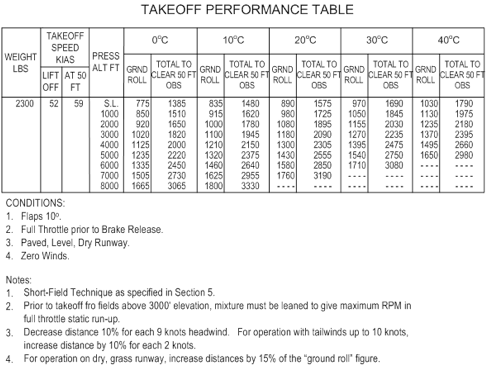 TAKEOFF PERFORMANCE TABLE
WEIGHT LBS
TAKEOFF SPEED KIAS
LIFT OFF
AT 50 FT
PRESS ALT FT
0°C
10°C
20°C
30°C
40°C
GRND ROLL
TOTAL TO CLEAR 50 FT OBS
GRND ROLL
TOTAL TO CLEAR 50 FT OBS
GRND ROLL
TOTAL TO CLEAR 50 FT OBS
GRND ROLL
TOTAL TO CLEAR 50 FT OBS
GRND ROLL
TOTAL TO CLEAR 50 FT OBS
2300 52 59 S.L. 775 1385 835 1480 890 1575 970 1690 1030 1790
1000 850 1510 915 1620 980 1725 1050 1845 1130 1975
2000 920 1650 1000 1780 1080 1895 1155 2030 1235 2180
3000 1020 1820 1100 1945 1180 2090 1270 2235 1370 2395
4000 1125 2000 1210 2150 1300 2305 1395 2475 1495 2660
5000 1235 2220 1320 2375 1430 2555 1540 2750 1650 2980
6000 1335 2450 1460 2640 1580 2850 1710 3080 ---- ----
7000 1505 2730 1625 2955 1760 3190 ---- ---- ---- ----
8000 1665 3065 1800 3330 ---- ---- ---- ---- ---- ----
CONDITIONS:
1. Flaps 10º.
2. Full Throttle prior to Brake Release.
3. Paved, Level, Dry Runway.
4. Zero Winds.
Notes:
1. Short-Field Technique as specified in Section 5.
2. Prior to takeoff fro fields above 3000' elevation, mixture must be leaned to give maximum RPM in
full throttle static run-up.
3. Decrease distance 10% for each 9 knots headwind. For operation with tailwinds up to 10 knots,
increase distance by 10% for each 2 knots.
4. For operation on dry, grass runway, increase distances by 15% of the “ground roll” figure.